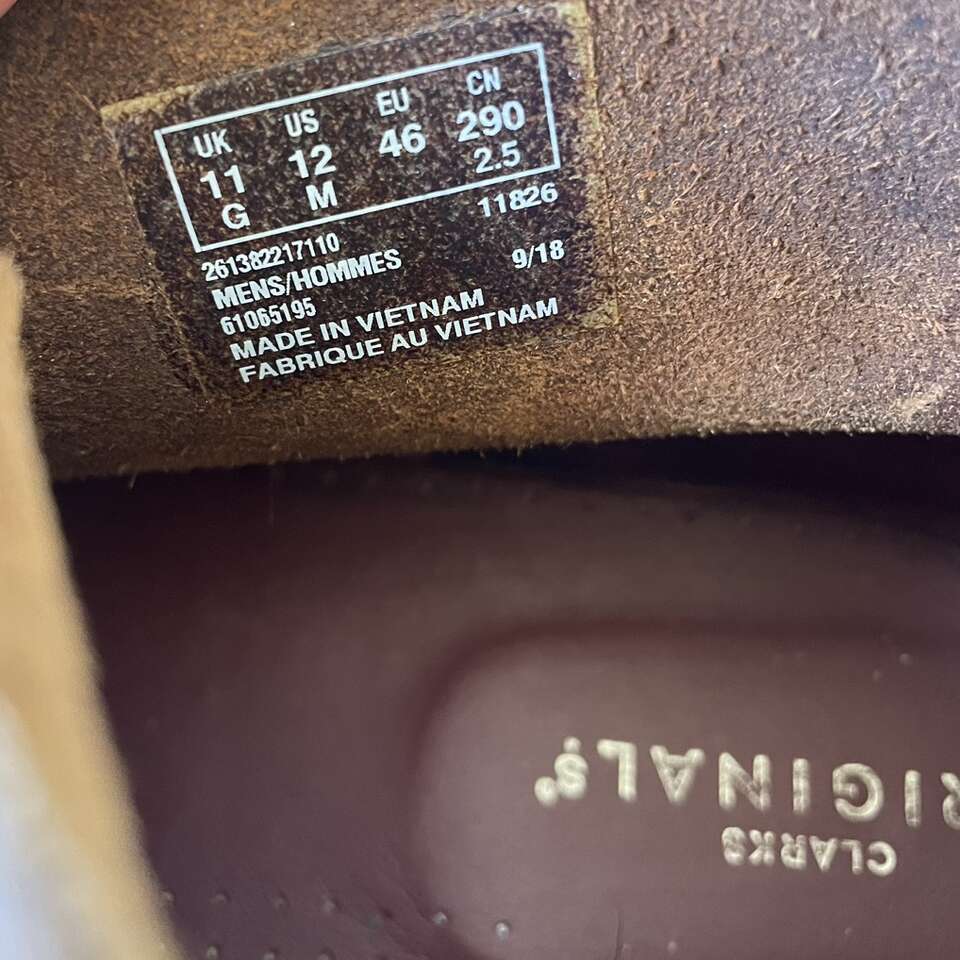 UK US EU CN
11 12 46 290
G M 2.5
261382217110 11826
MENS/HOMMES 9/18
61065195
MADE IN VIETNAM
FABRIQUE AU VIETNAM
CLARKS
RIGINALS